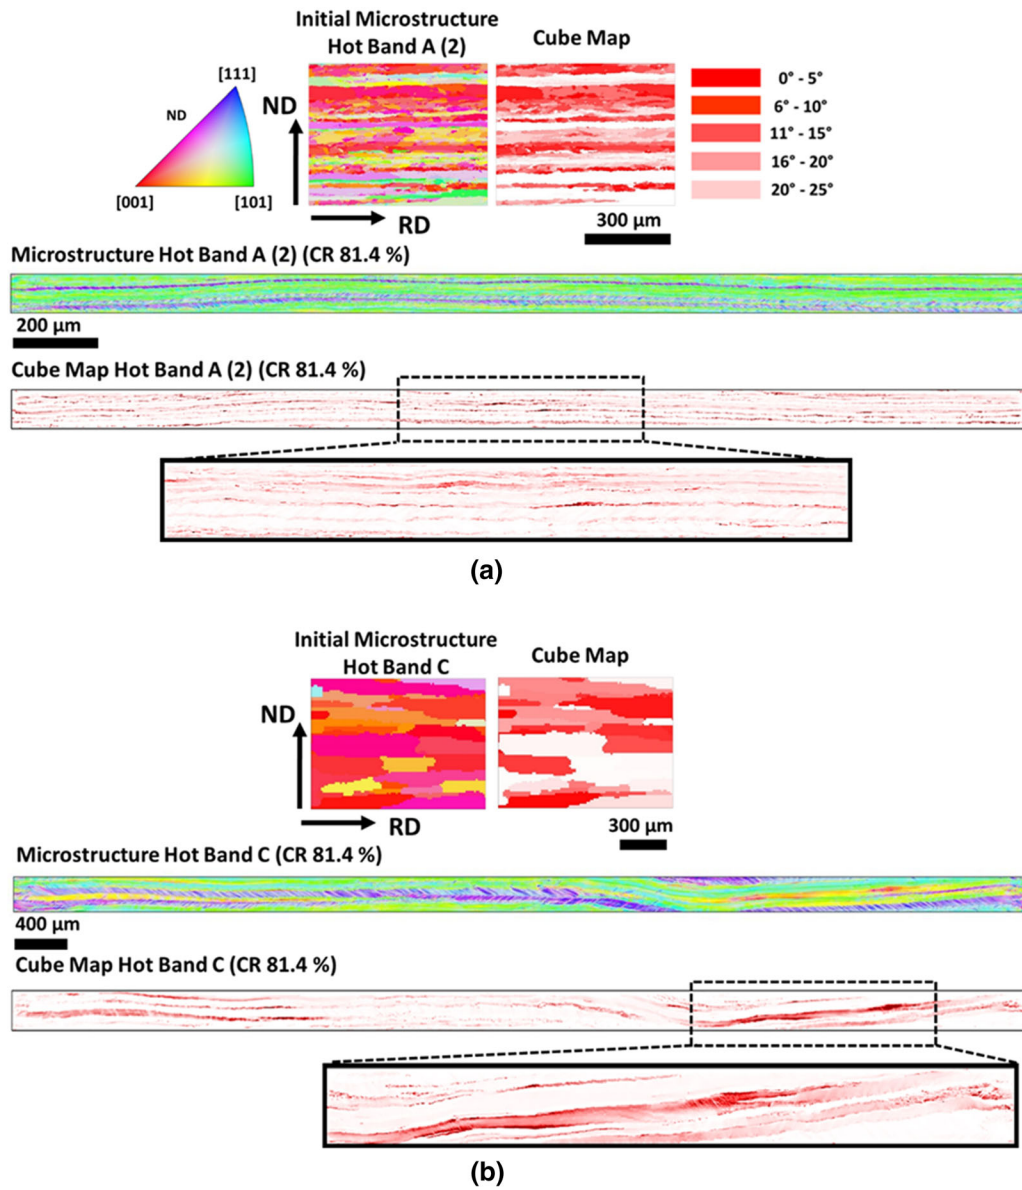 Initial Microstructure
Hot Band A (2)
Cube Map
[111]
ND
[001]
[101]
ND
RD
0° - 5°
6° - 10°
11° - 15°
16° - 20°
20° - 25°
300 μm
Microstructure Hot Band A (2) (CR 81.4 %)
200 μm
Cube Map Hot Band A (2) (CR 81.4 %)
(a)
Initial Microstructure
Hot Band C
Cube Map
ND
RD
300 μm
Microstructure Hot Band C (CR 81.4 %)
400 μm
Cube Map Hot Band C (CR 81.4 %)
(b)